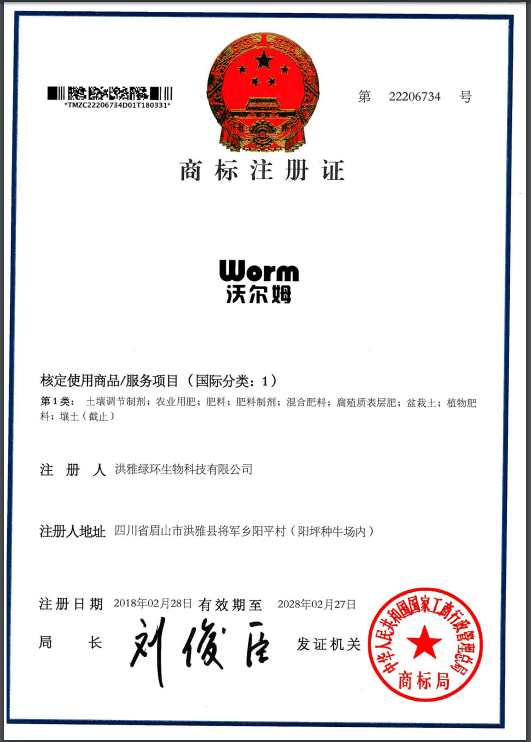 *TMZC22206734D01T180331*
第 22206734 号
商标注册证
Worm
沃尔姆
核定使用商品/服务项目（国际分类：1）
第1类： 土壤调节制剂；农业用肥；肥料；肥料制剂；混合肥料；腐殖质表层肥；盆栽土；植物肥
料；填土（截止）
注册人 洪雅绿环生物科技有限公司
注册人地址 四川省眉山市洪雅县将军乡阳平村（阳坪种牛场内）
注册日期 2018年02月28日 有效期至 2028年02月27日
局长 刘俊臣 发证机关
中华人民共和国国家工商行政管理总局
商标局